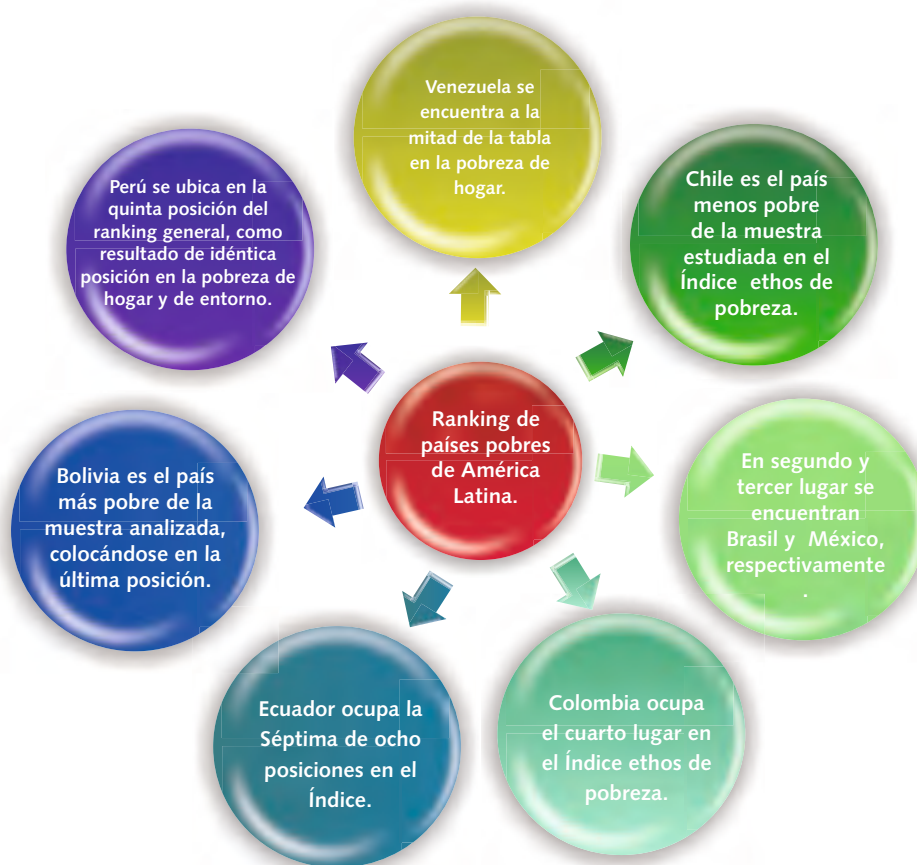 Venezuela se
encuentra a la
mitad de la tabla
en la pobreza de
hogar.
Chile es el país
menos pobre
de la muestra
estudiada en el
Índice ethos de
pobreza.
En segundo y
tercer lugar se
encuentran
Brasil y México,
respectivamente
.
Colombia ocupa
el cuarto lugar en
el Índice ethos de
pobreza.
Ecuador ocupa la
Séptima de ocho
posiciones en el
Índice.
Bolivia es el país
más pobre de la
muestra analizada,
colocándose en la
última posición.
Perú se ubica en la
quinta posición del
ranking general, como
resultado de idéntica
posición en la pobreza de
hogar y de entorno.
Ranking de
países pobres
de América
Latina.